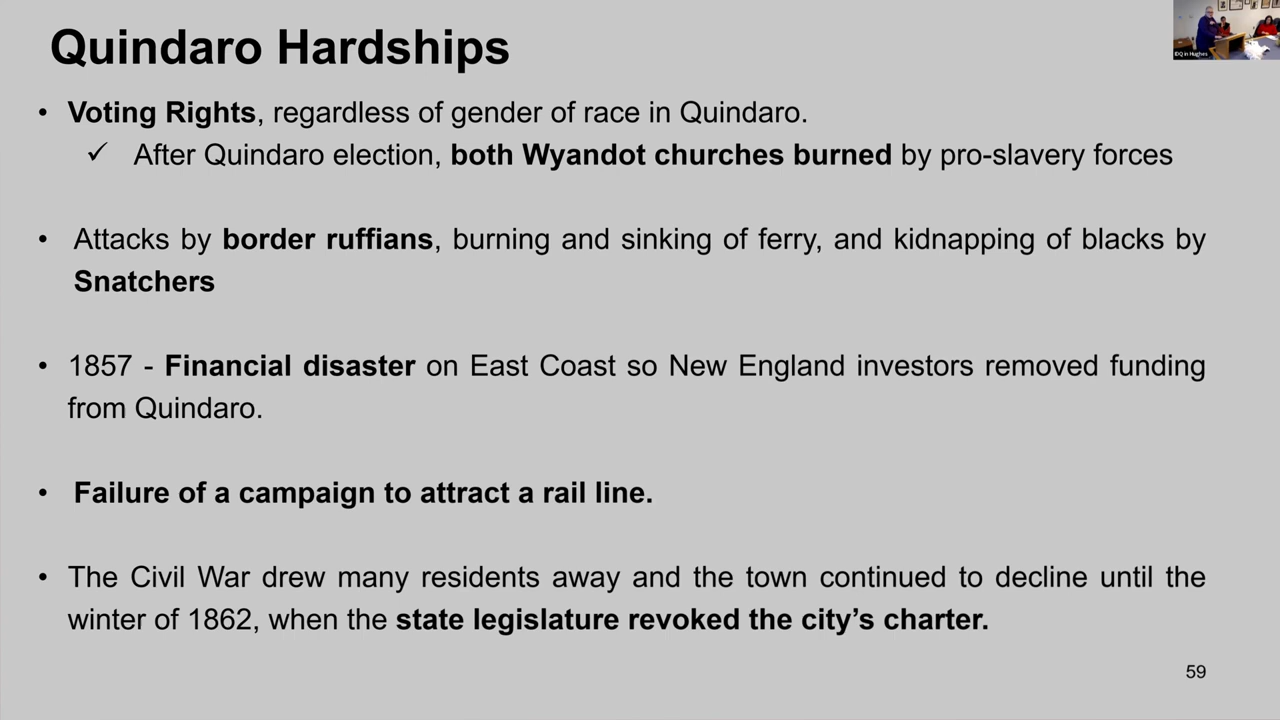 Quindaro Hardships
• Voting Rights, regardless of gender of race in Quindaro.
✓ After Quindaro election, both Wyandot churches burned by pro-slavery forces
• Attacks by border ruffians, burning and sinking of ferry, and kidnapping of blacks by
Snatchers
• 1857 - Financial disaster on East Coast so New England investors removed funding
from Quindaro.
• Failure of a campaign to attract a rail line.
• The Civil War drew many residents away and the town continued to decline until the
winter of 1862, when the state legislature revoked the city’s charter.
59
IDQ in Hughes